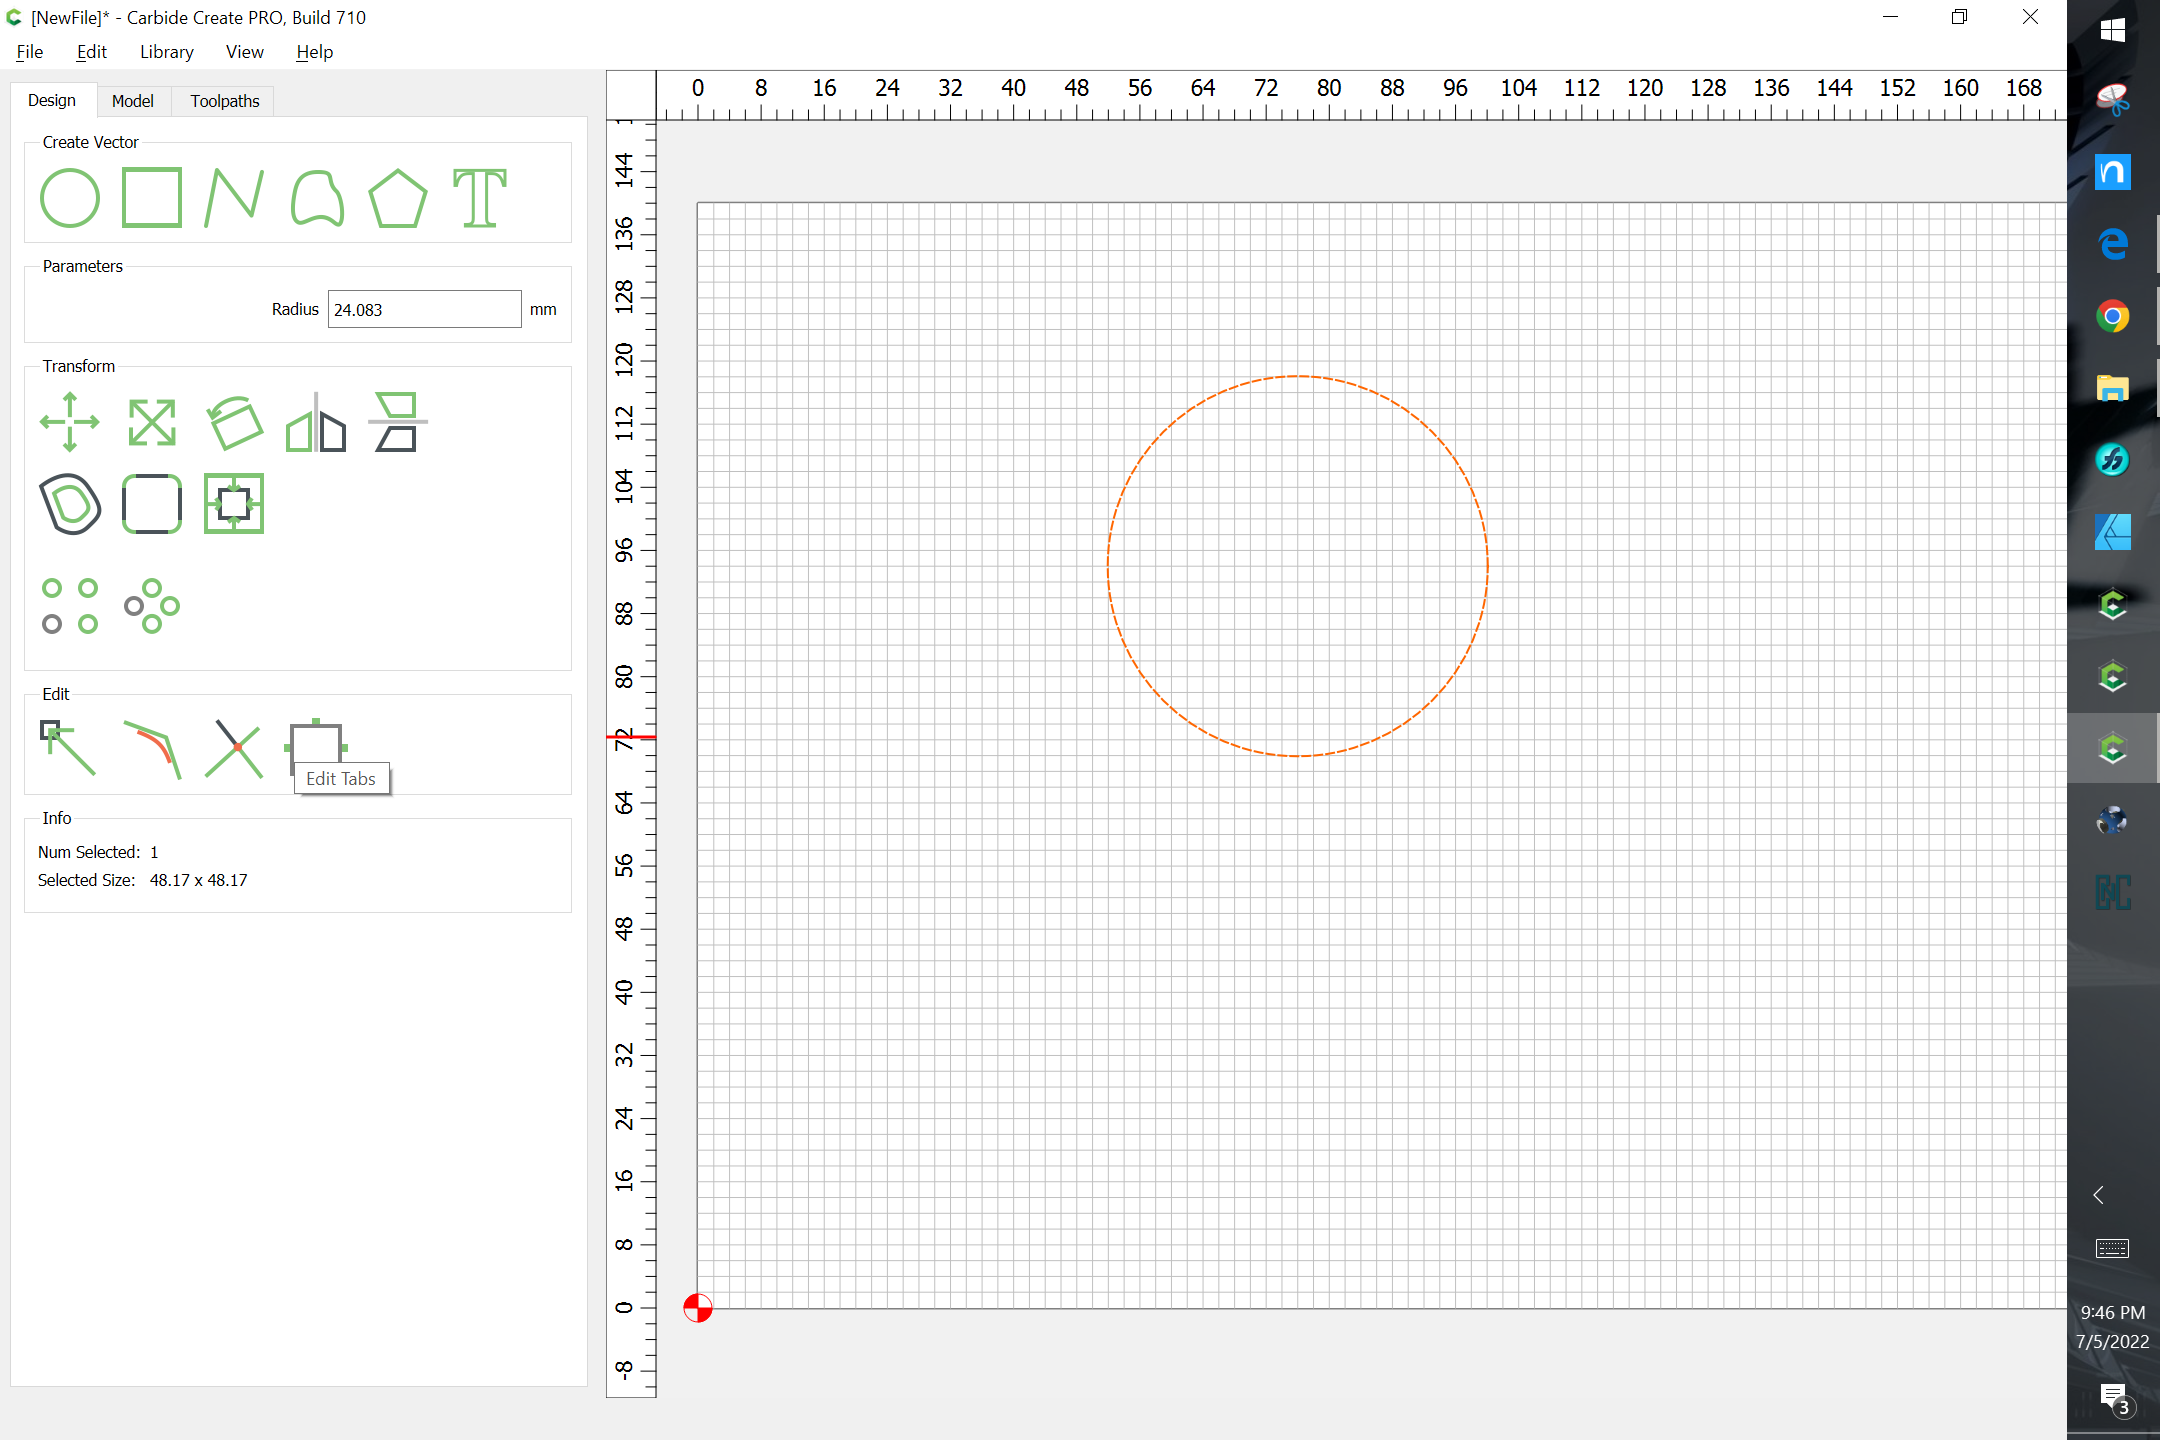 [NewFile]* - Carbide Create PRO, Build 710
File Edit Library View Help
Design Model Toolpaths
Create Vector
Parameters
Radius 24.083 mm
Transform
Edit
Edit Tabs
Info
Num Selected: 1
Selected Size: 48.17 x 48.17
0 8 16 24 32 40 48 56 64 72 80 88 96 104 112 120 128 136 144 152 160 168
144
136
128
120
112
104
96
88
80
72
64
56
48
40
32
24
16
8
0
-8
9:46 PM
7/5/2022
3